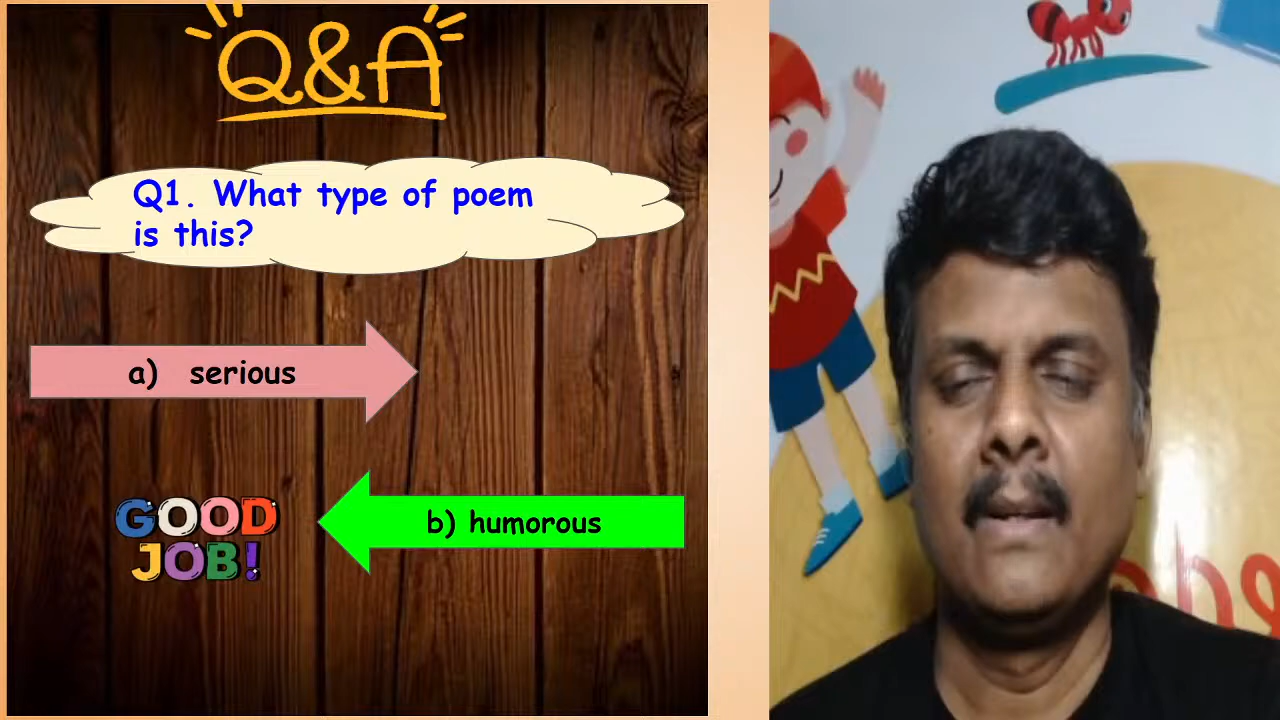 Q&A
Q1. What type of poem
is this?
a) serious
GOOD
JOB!
b) humorous